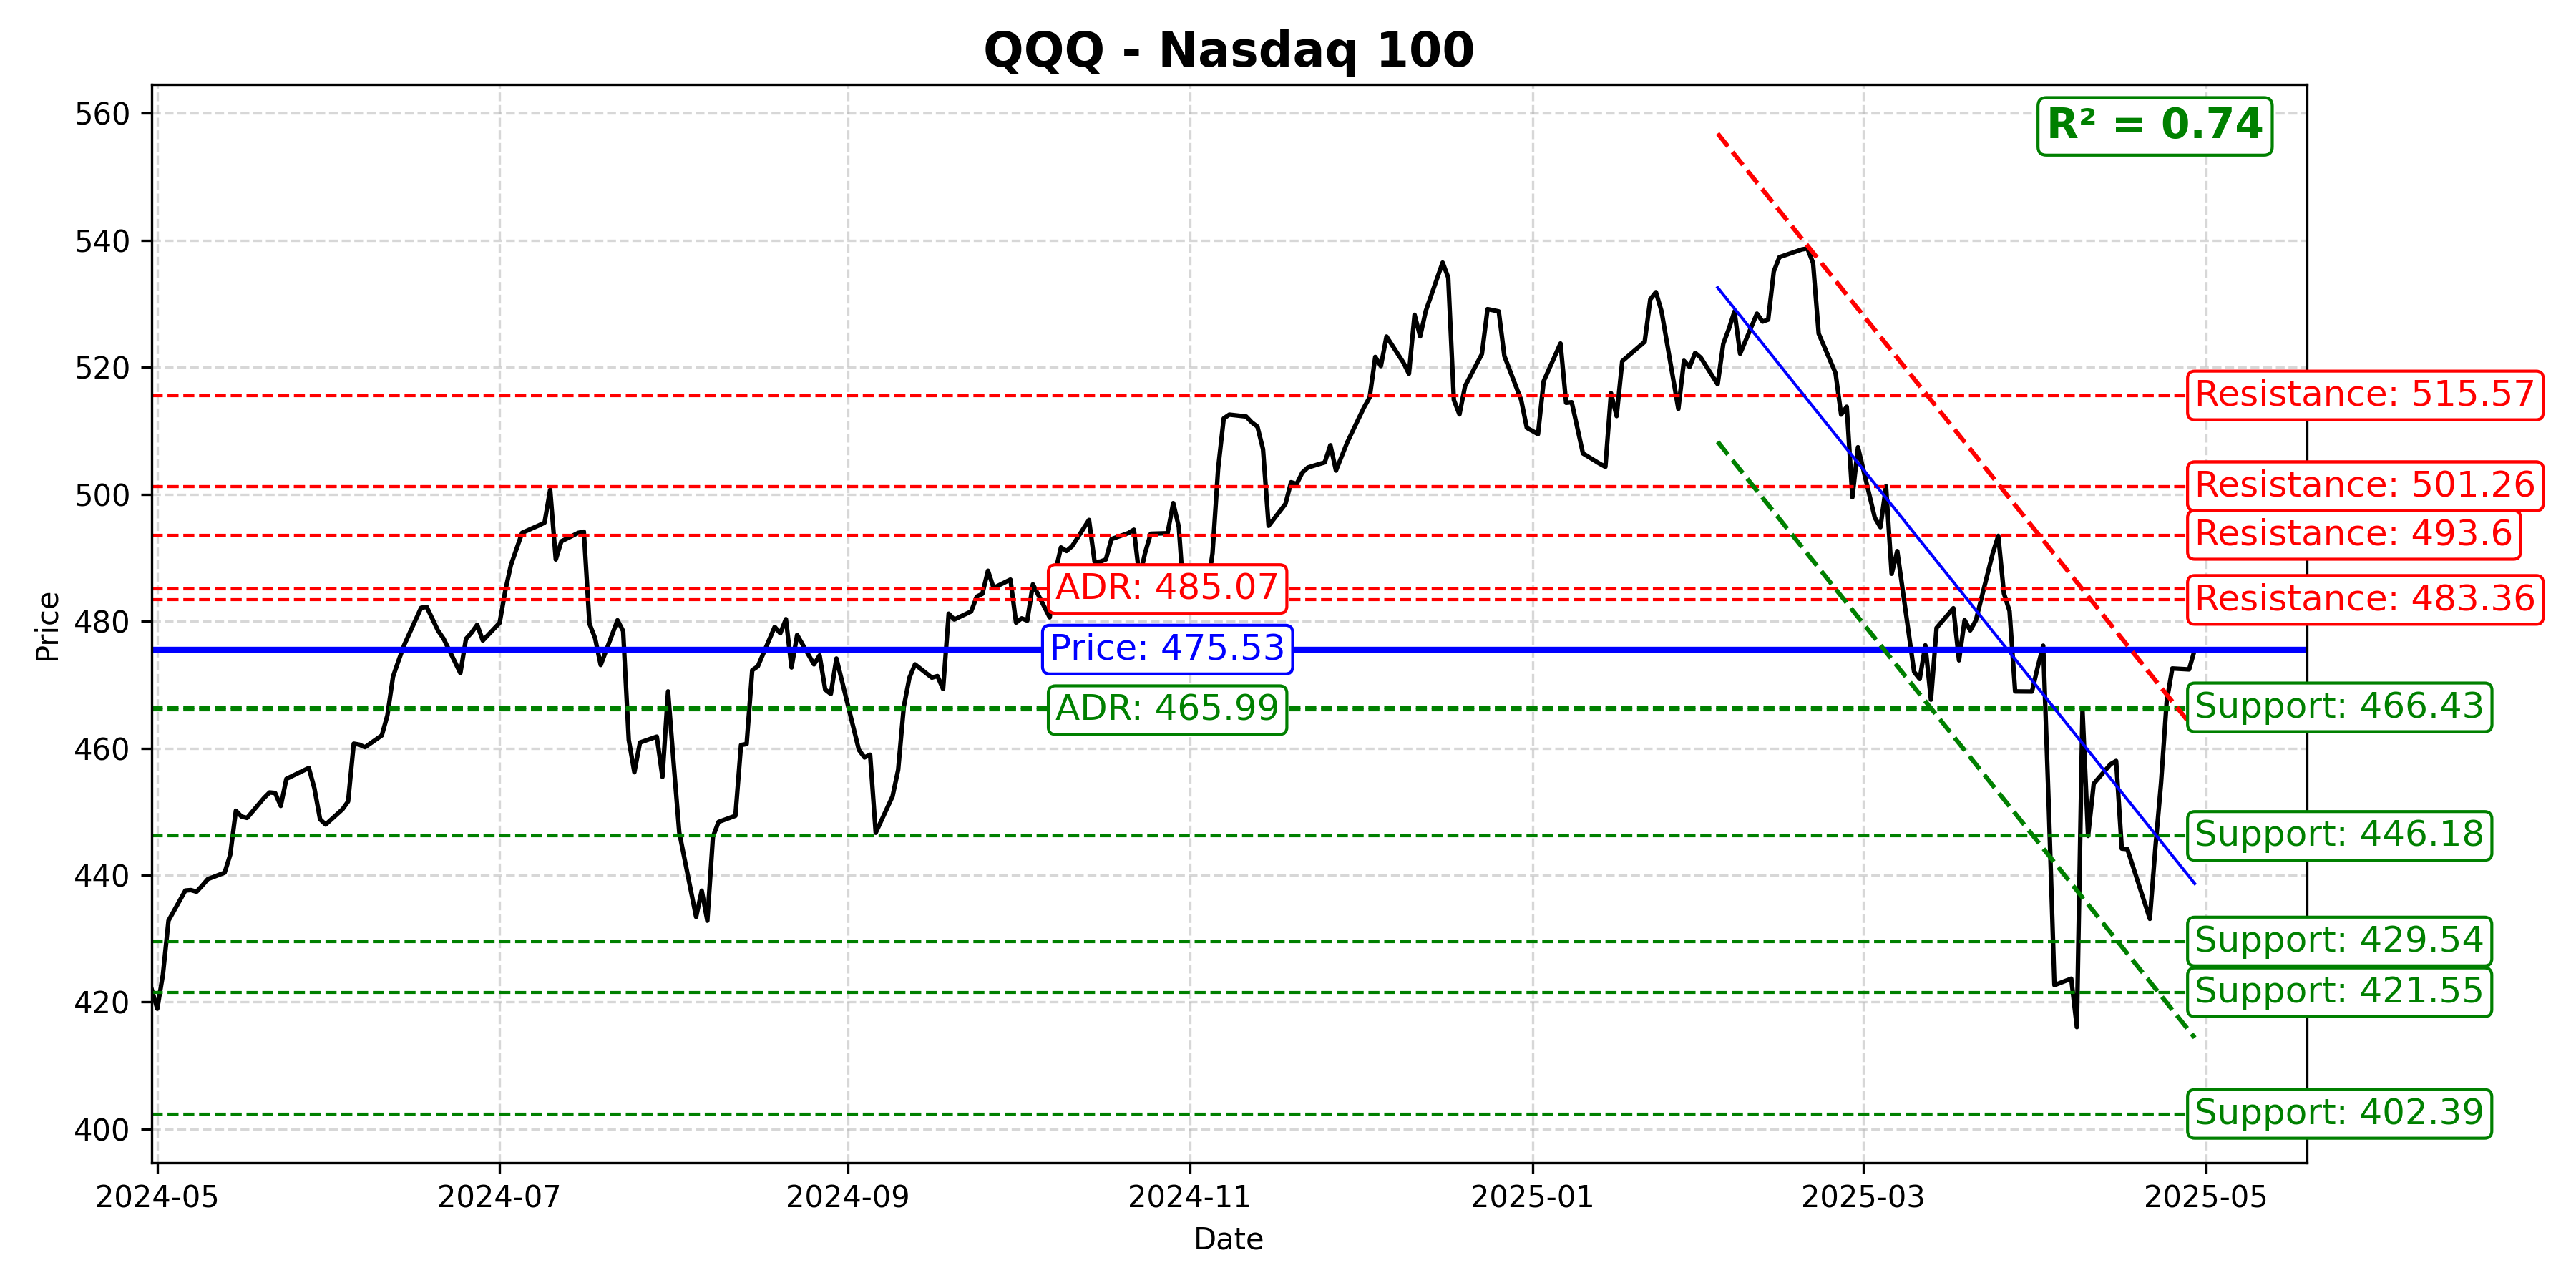 QQQ - Nasdaq 100
R² = 0.74
560
540
520
500
480
460
440
420
400
Price
Resistance: 515.57
Resistance: 501.26
Resistance: 493.6
ADR: 485.07
Resistance: 483.36
Price: 475.53
ADR: 465.99
Support: 466.43
Support: 446.18
Support: 429.54
Support: 421.55
Support: 402.39
2024-05
2024-07
2024-09
2024-11
2025-01
2025-03
2025-05
Date